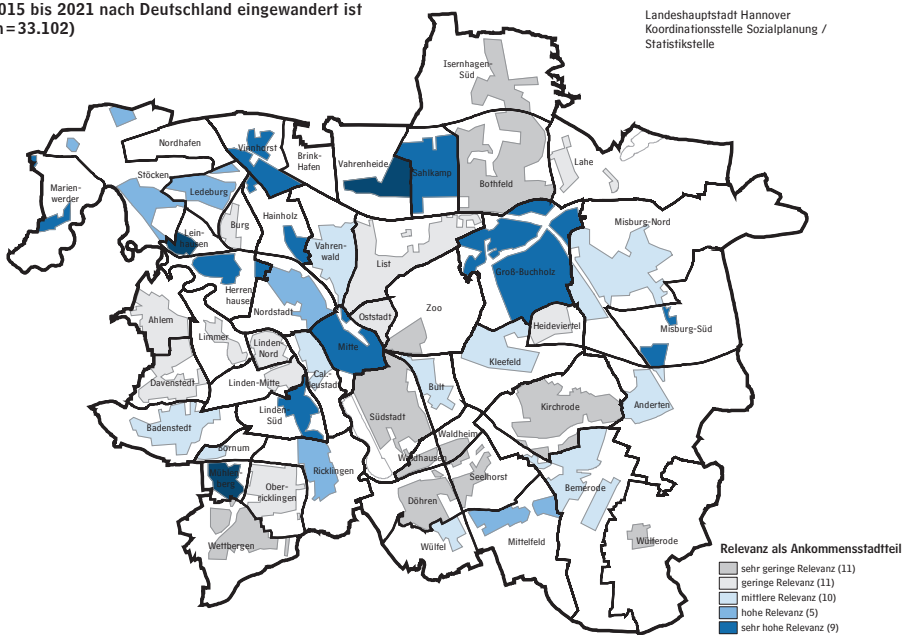 015 bis 2021 nach Deutschland eingewandert ist
n=33.102)
Landeshauptstadt Hannover
Koordinationsstelle Sozialplanung /
Statistikstelle
Isernhagen-
Süd
Nordhafen
Vinnhorst
Brink-
Hafen
Vahrenheide
Sahlkamp
Bothfeld
Lahe
Marien-
werder
Stöcken
Ledeburg
Burg
Hainholz
Lein-
hausen
Vahren-
wald
List
Misburg-Nord
Groß-Buchholz
Herren-
hausen
Nordstadt
Oststadt
Zoo
Heideviertel
Misburg-Süd
Ahlem
Limmer
Linden-
Nord
Mitte
Kleefeld
Davenstedt
Linden-Mitte
Cal.-
Neustadt
Bult
Anderten
Badenstedt
Linden-
Süd
Südstadt
Kirchrode
Waldheim
Bornum
Waldhausen
Mühlen-
berg
Ricklingen
Seelhorst
Ober-
ricklingen
Döhren
Bemerode
Wettbergen
Wülfel
Mittelfeld
Wülferode
Relevanz als Ankommensstadtteil
sehr geringe Relevanz (11)
geringe Relevanz (11)
mittlere Relevanz (10)
hohe Relevanz (5)
sehr hohe Relevanz (9)